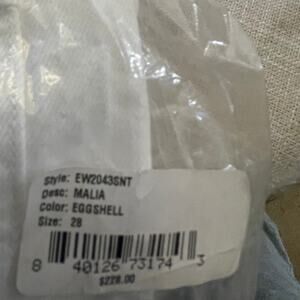 Style: EW2043SNT
Desc: MALIA
Color: EGGSHELL
Size: 28
8 40126 73174 3
$228.00